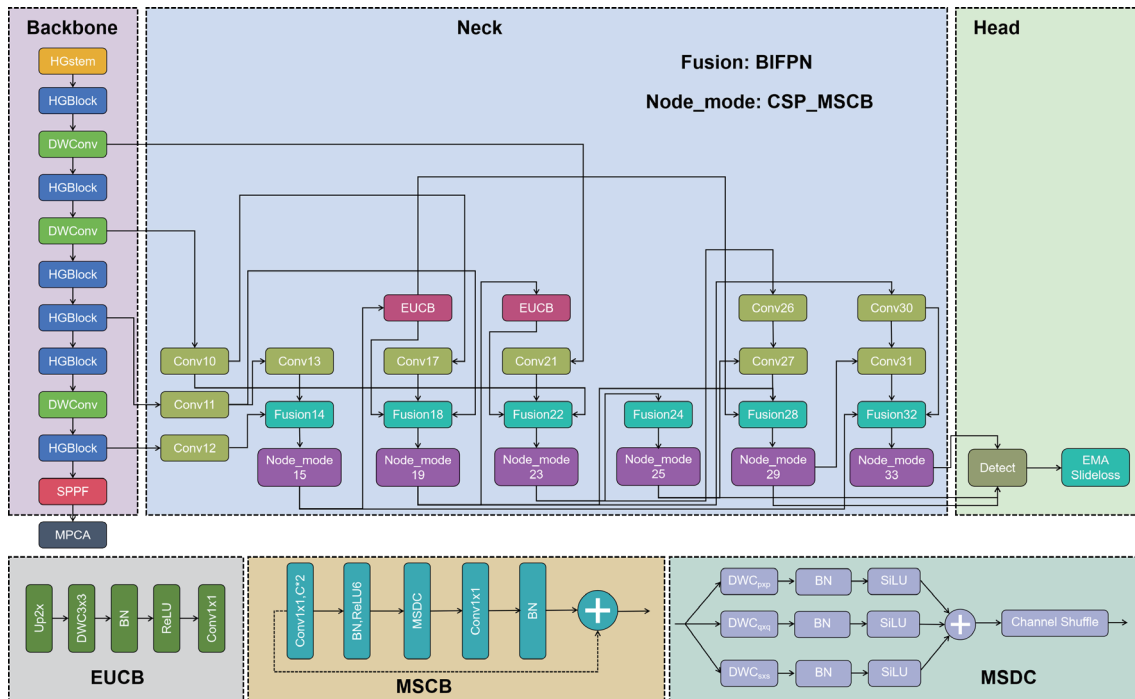 Backbone
Neck
Head
HGstem
HGBlock
DWConv
HGBlock
DWConv
HGBlock
HGBlock
HGBlock
DWConv
HGBlock
SPPF
MPCA
Fusion: BIFPN
Node_mode: CSP_MSCB
EUCB
EUCB
Conv26
Conv30
Conv10
Conv13
Conv17
Conv21
Conv27
Conv31
Conv11
Fusion14
Fusion18
Fusion22
Fusion24
Fusion28
Fusion32
Conv12
Node_mode
15
Node_mode
19
Node_mode
23
Node_mode
25
Node_mode
29
Node_mode
33
Detect
EMA
Slideloss
Up2x
DWC3x3
BN
ReLU
Conv1x1
EUCB
Conv1x1,C*2
BN,ReLU6
MSDC
Conv1x1
BN
MSCB
DWCpxp
BN
SiLU
DWCqxq
BN
SiLU
Channel Shuffle
DWCsxs
BN
SiLU
MSDC